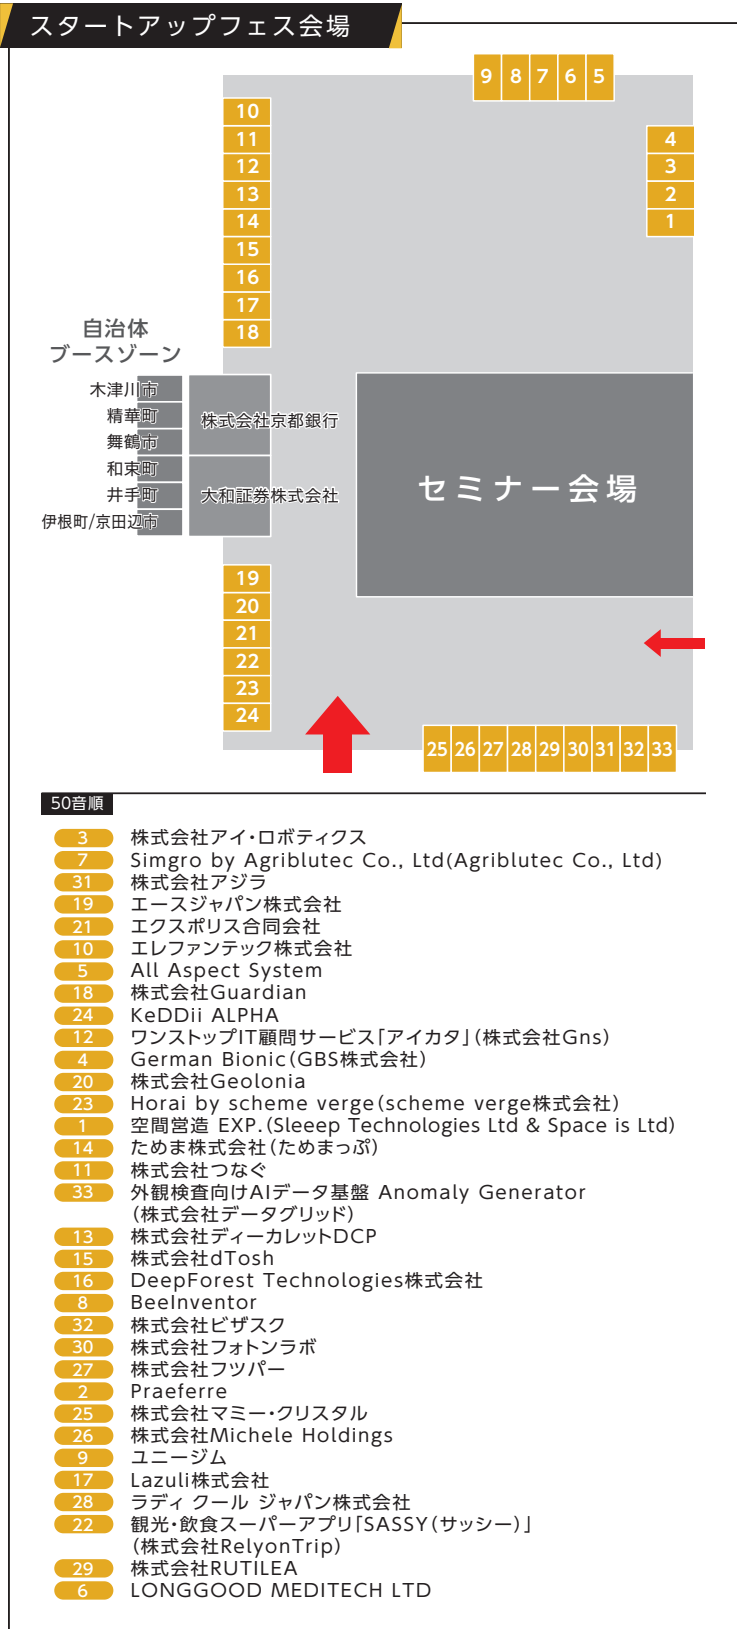 スタートアップフェス会場
9 8 7 6 5
10
11
12
13
14
15
16
17
18
4
3
2
1
自治体
ブースゾーン
木津川市
精華町
舞鶴市
和束町
井手町
伊根町/京田辺市
株式会社京都銀行
大和証券株式会社
セミナー会場
19
20
21
22
23
24
25 26 27 28 29 30 31 32 33
50音順
3 株式会社アイ・ロボティクス
7 Simgro by Agriblutec Co., Ltd(Agriblutec Co., Ltd)
31 株式会社アジラ
19 エースジャパン株式会社
21 エクスポリス合同会社
10 エレファンテック株式会社
5 All Aspect System
18 株式会社Guardian
24 KeDDii ALPHA
12 ワンストップIT顧問サービス「アイカタ」(株式会社Gns)
4 German Bionic(GBS株式会社)
20 株式会社Geolonia
23 Horai by scheme verge(scheme verge株式会社)
1 空間営造 EXP.(Sleeep Technologies Ltd & Space is Ltd)
14 ためま株式会社(ためまっぷ)
11 株式会社つなぐ
33 外観検査向けAIデータ基盤 Anomaly Generator
(株式会社データグリッド)
13 株式会社ディーカレットDCP
15 株式会社dTosh
16 DeepForest Technologies株式会社
8 BeeInventor
32 株式会社ビザスク
30 株式会社フォトンラボ
27 株式会社フツパー
2 Praeferre
25 株式会社マミー・クリスタル
26 株式会社Michele Holdings
9 ユニージム
17 Lazuli株式会社
28 ラディ クール ジャパン株式会社
22 観光・飲食スーパーアプリ「SASSY(サッシー)」
(株式会社RelyonTrip)
29 株式会社RUTILEA
6 LONGGOOD MEDITECH LTD